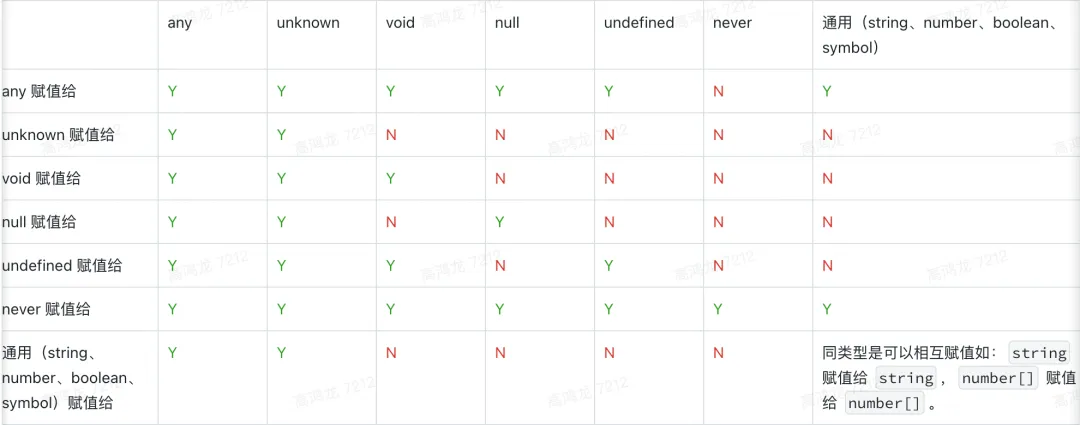 any unknown void null undefined never 通用（string、number、boolean、
symbol）
any 赋值给 Y Y Y Y Y N Y
unknown 赋值给 Y Y N N N N N
void 赋值给 Y Y Y N N N N
null 赋值给 Y Y N Y N N N
undefined 赋值给 Y Y Y N Y N N
never 赋值给 Y Y Y Y Y Y Y
通用（string、 Y Y N N N N 同类型是可以相互赋值如： string
number、boolean、 赋值给 string ， number[] 赋值
symbol）赋值给 给 number[] 。
高鸿龙 7212